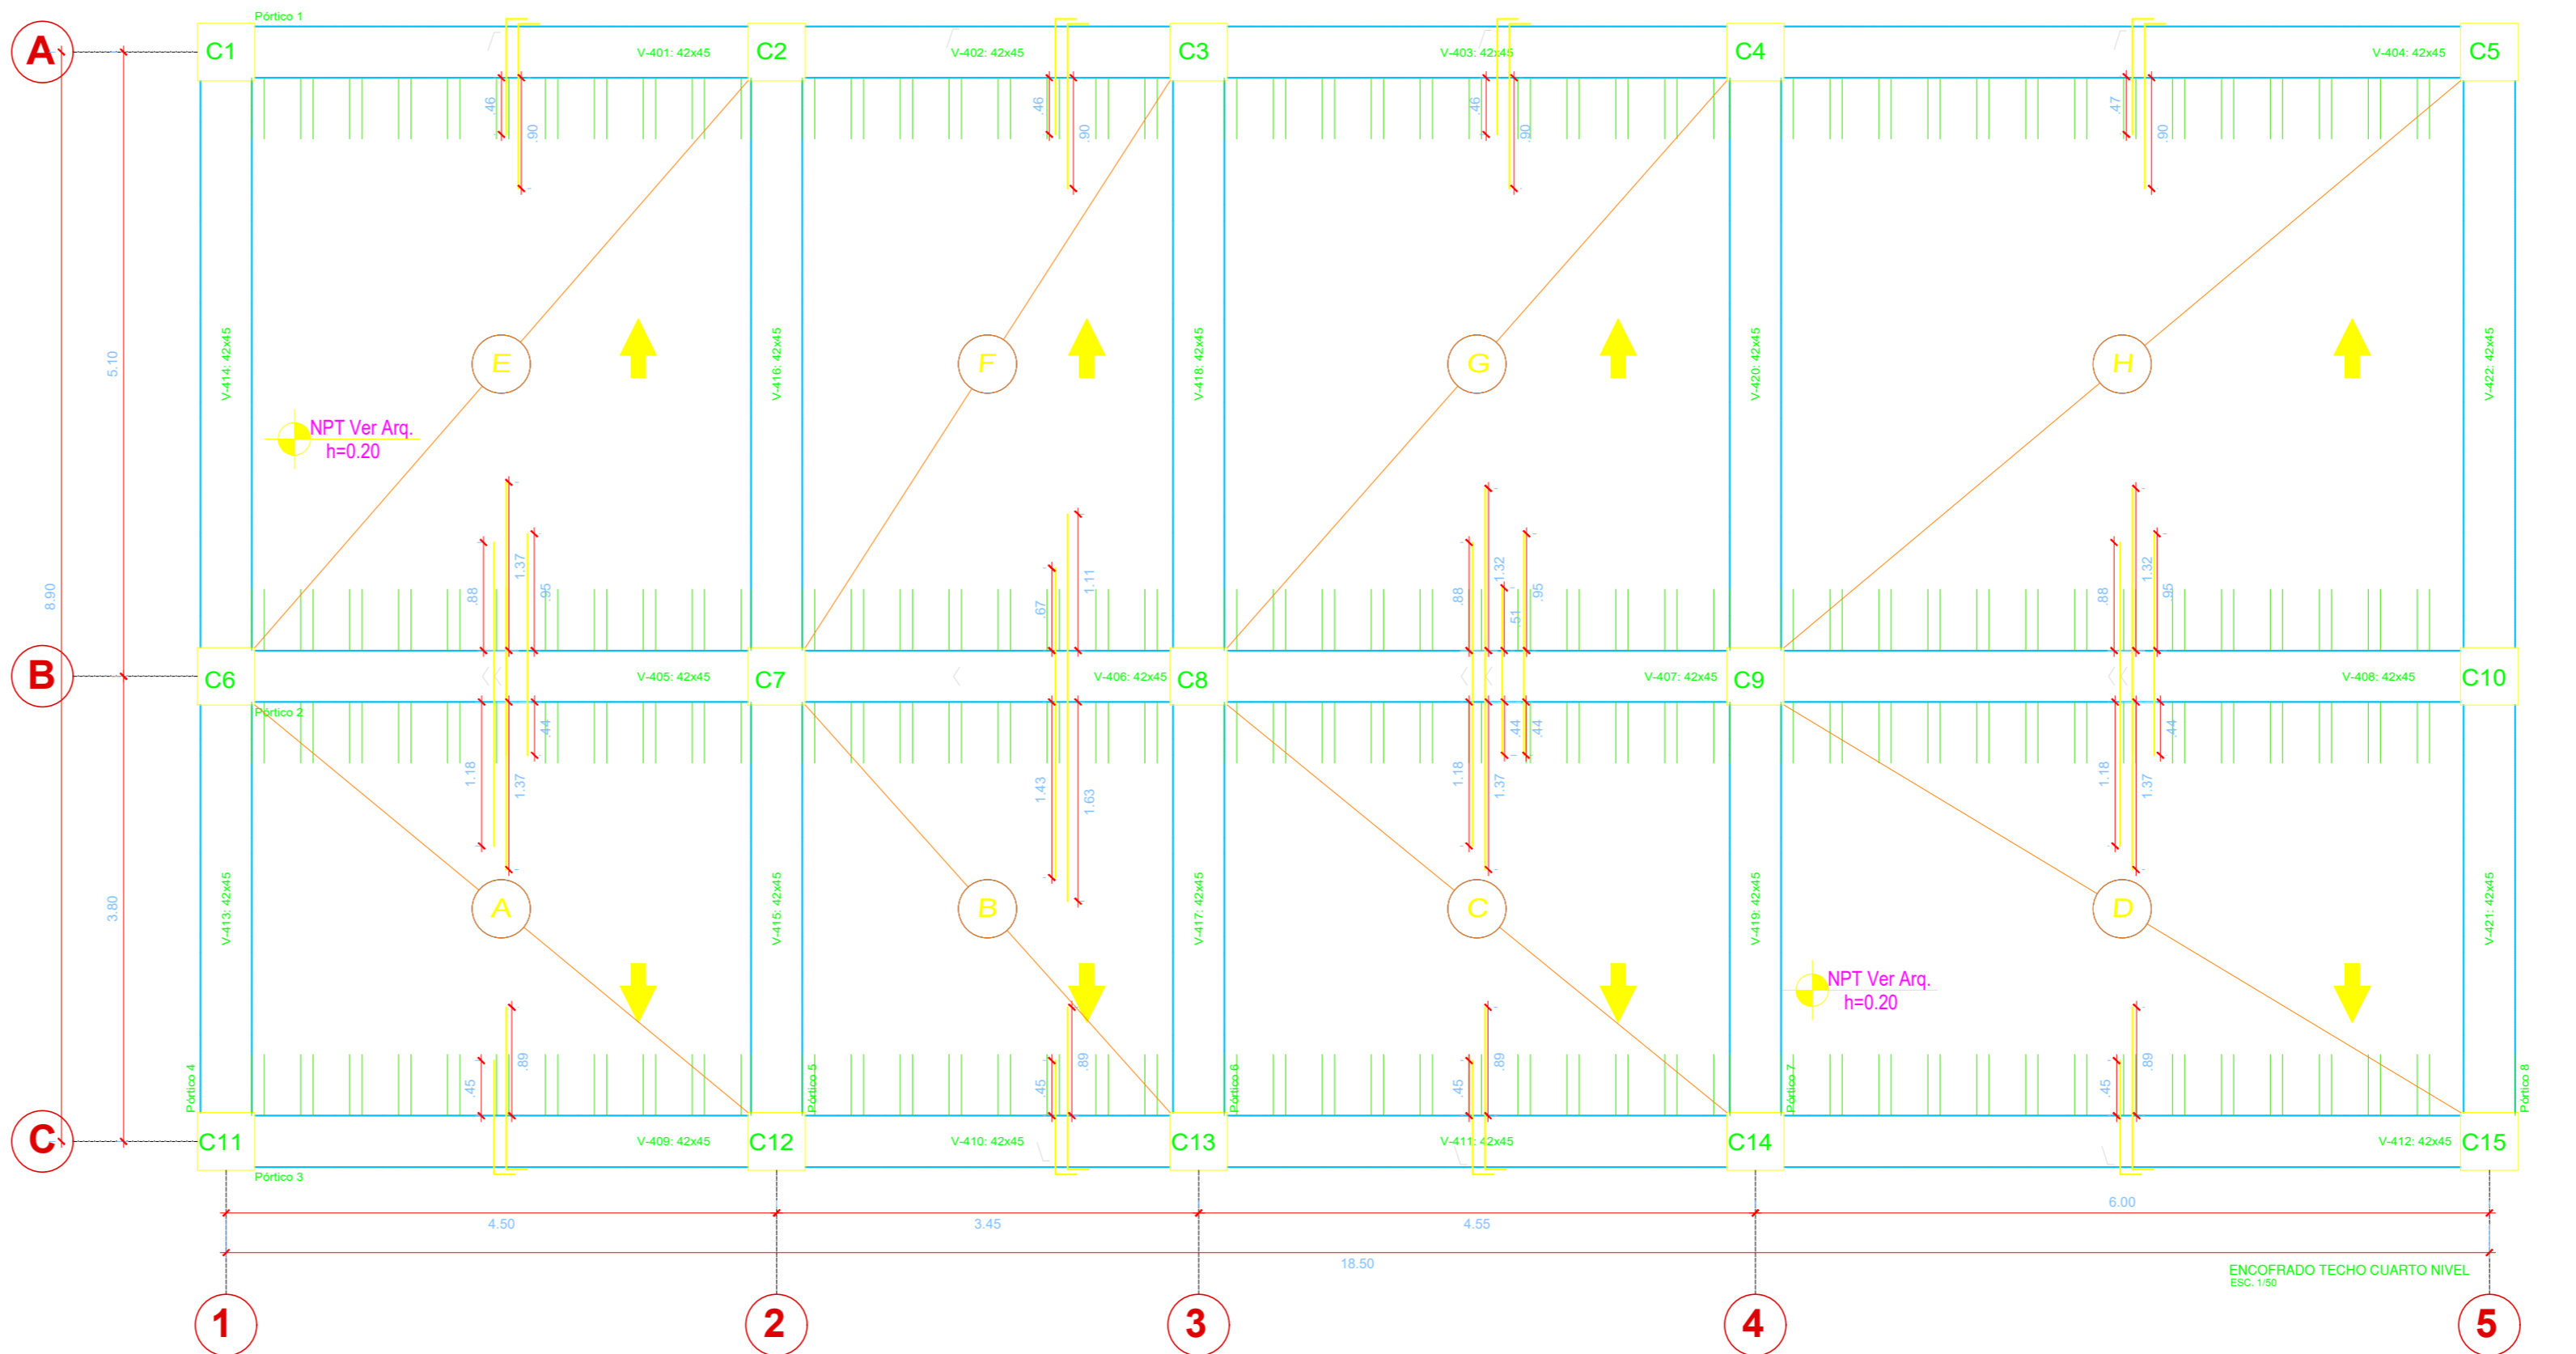 Pórtico 1
A
C1
V-401: 42x45
C2
V-402: 42x45
C3
V-403: 42x45
C4
V-404: 42x45
C5
.46
.90
.46
.90
.46
.90
.47
.90
5.10
V-414: 42x45
E
V-416: 42x45
F
V-418: 42x45
G
V-420: 42x45
H
V-422: 42x45
NPT Ver Arq.
h=0.20
8.90
.88
1.37
.95
.67
1.11
.88
1.32
.51
.95
.88
1.32
.95
B
C6
V-405: 42x45
C7
V-406: 42x45
C8
V-407: 42x45
C9
V-408: 42x45
C10
Pórtico 2
1.18
1.37
.44
1.43
1.63
1.18
1.37
.44
.44
1.18
1.37
.44
3.80
V-413: 42x45
A
V-415: 42x45
B
V-417: 42x45
C
V-419: 42x45
D
V-421: 42x45
NPT Ver Arq.
h=0.20
Pórtico 4
.45
.89
Pórtico 5
.45
.89
Pórtico 6
.45
.89
Pórtico 7
.45
.89
Pórtico 8
C
C11
V-409: 42x45
C12
V-410: 42x45
C13
V-411: 42x45
C14
V-412: 42x45
C15
Pórtico 3
4.50
3.45
4.55
6.00
18.50
ENCOFRADO TECHO CUARTO NIVEL
ESC. 1/50
1
2
3
4
5